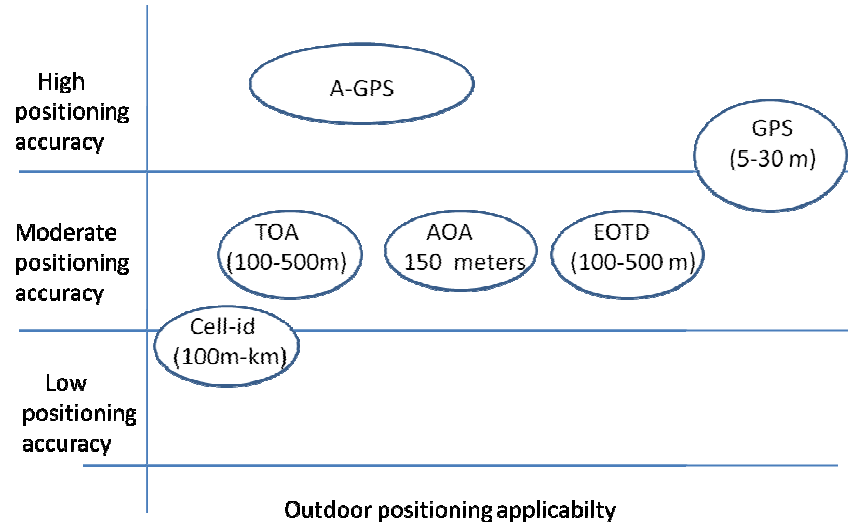 High
positioning
accuracy
A-GPS
GPS
(5-30 m)
Moderate
positioning
accuracy
TOA
(100-500m)
AOA
150 meters
EOTD
(100-500 m)
Cell-id
(100m-km)
Low
positioning
accuracy
Outdoor positioning applicabilty